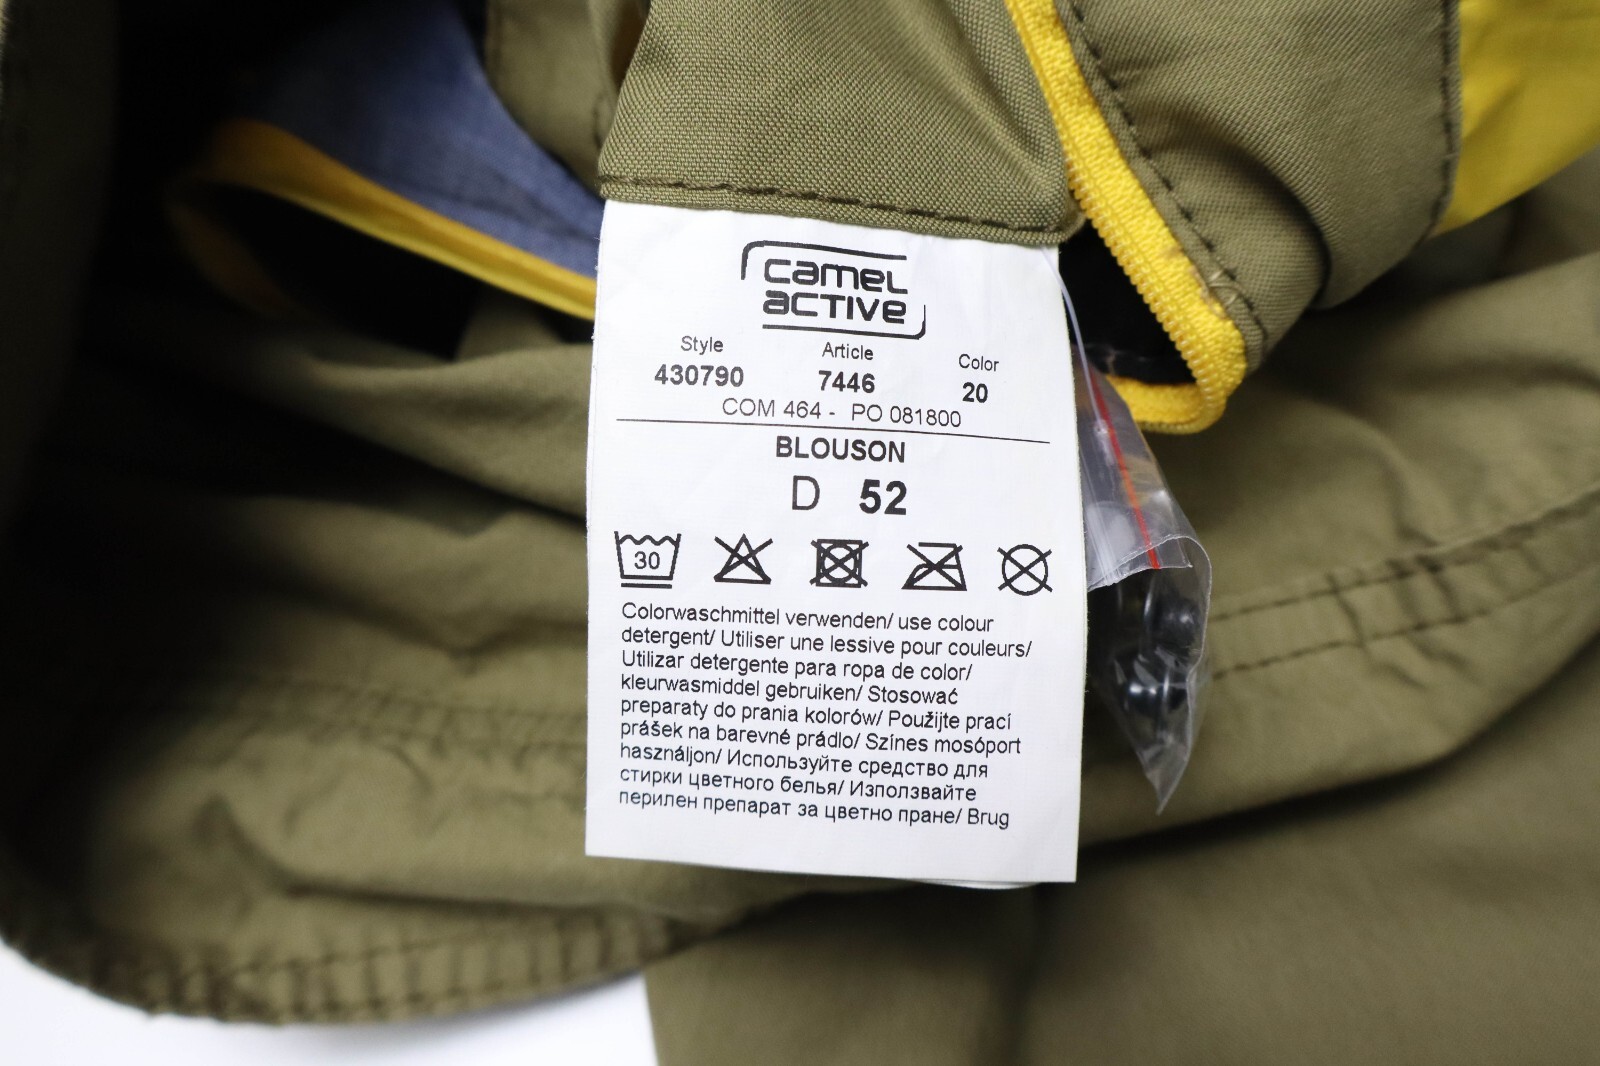 camel
active
Style Article Color
430790 7446 20
COM 464 - PO 081800
BLOUSON
D 52
30
Colorwaschmittel verwenden/ use colour
detergent/ Utiliser une lessive pour couleurs/
Utilizar detergente para ropa de color/
kleurwasmiddel gebruiken/ Stosować
preparaty do prania kolorów/ Použijte prací
prášek na barevné prádlo/ Színes mosóport
használjon/ Используйте средство для
стирки цветного белья/ Използвайте
перилен препарат за цветно пране/ Brug